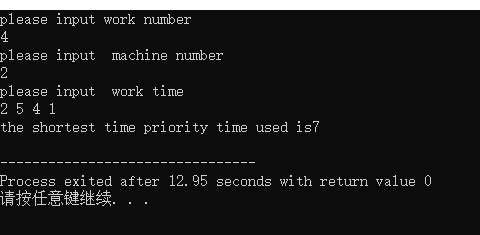 please input work number
4
please input  machine number
2
please input  work time
2 5 4 1
the shortest time priority time used is7
--------------------------------
Process exited after 12.95 seconds with return value 0
请按任意键继续. . .